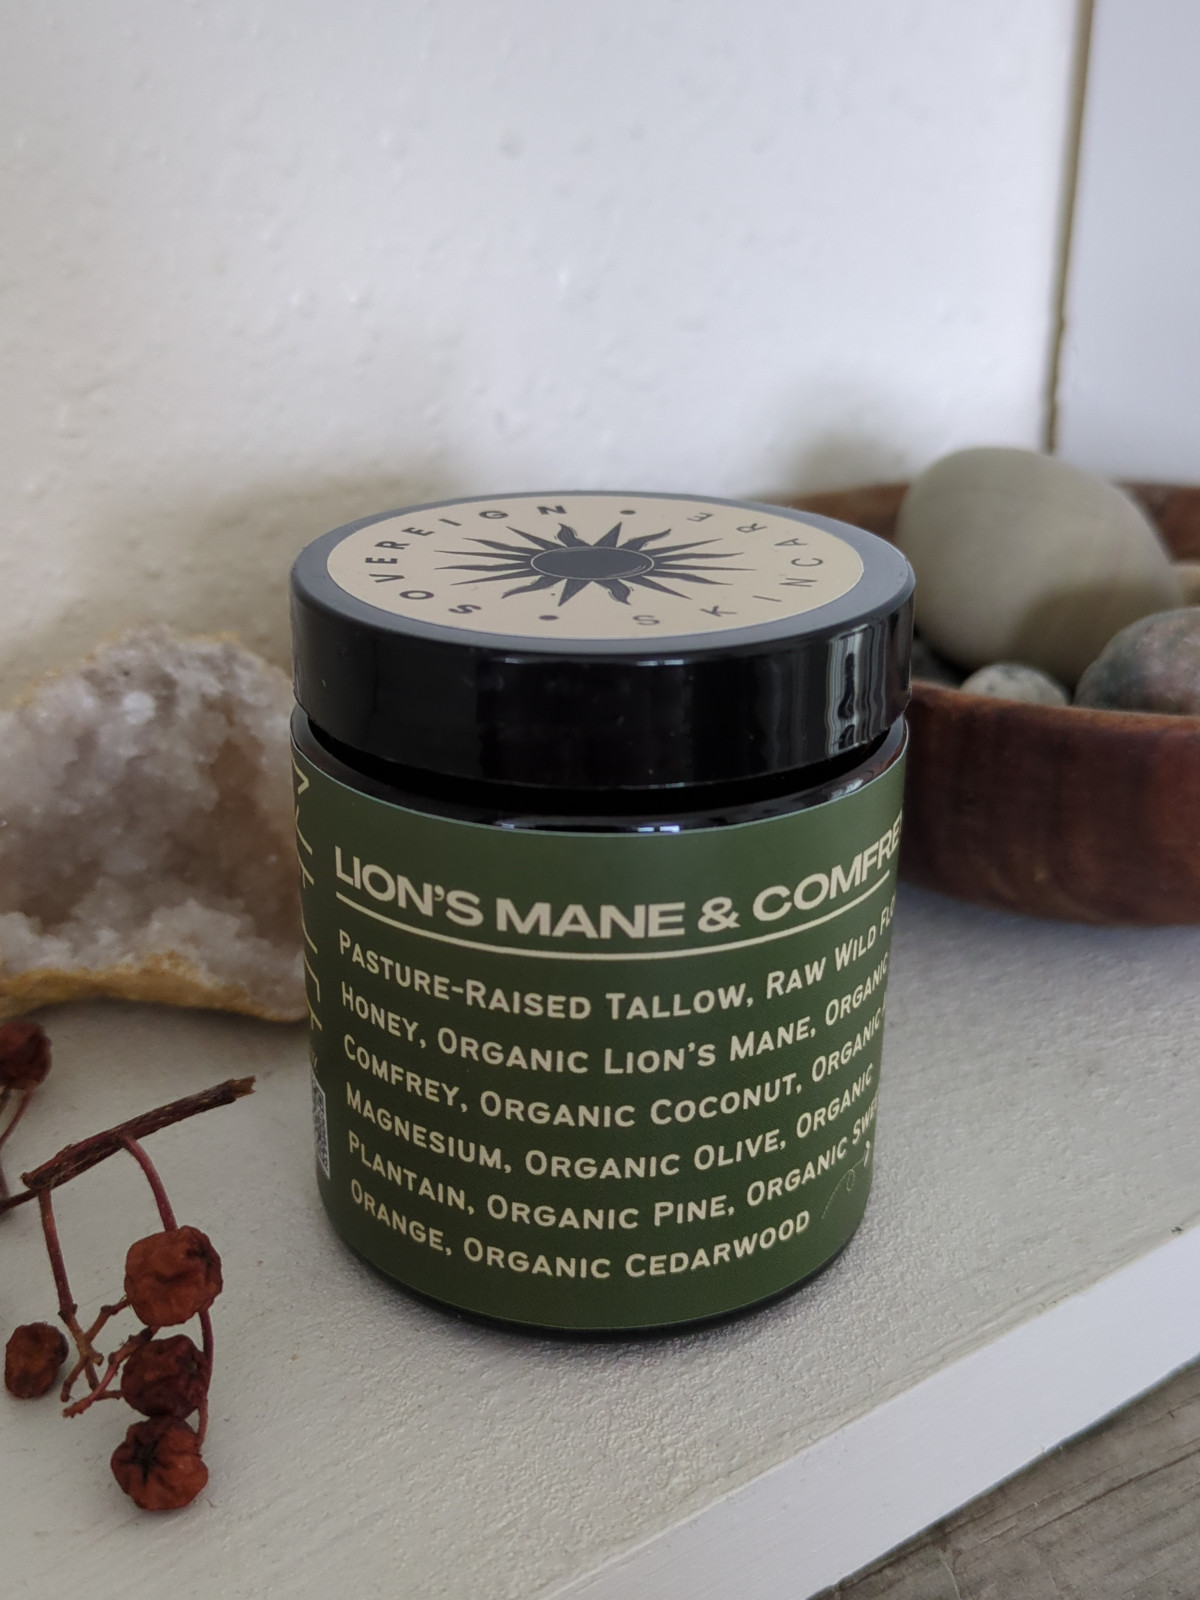 SOVEREIGN • SKINCARE •
LION'S MANE & COMFREY
PASTURE-RAISED TALLOW, RAW WILD
HONEY, ORGANIC LION'S MANE, ORGANIC
COMFREY, ORGANIC COCONUT, ORGANIC
MAGNESIUM, ORGANIC OLIVE, ORGANIC
PLANTAIN, ORGANIC PINE, ORGANIC
ORANGE, ORGANIC CEDARWOOD